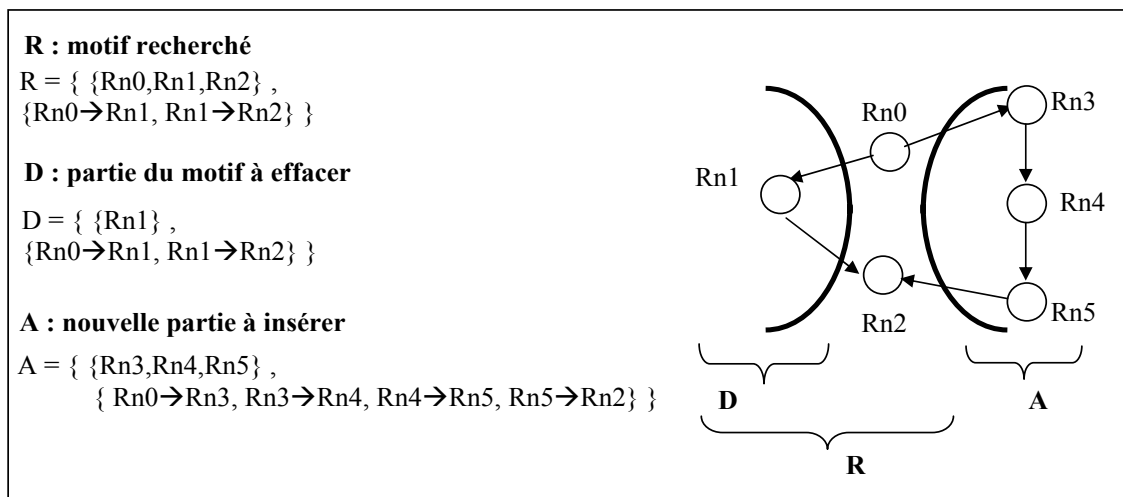 R : motif recherché
R = { {Rn0,Rn1,Rn2} ,
{Rn0→Rn1, Rn1→Rn2} }
D : partie du motif à effacer
D = { {Rn1} ,
{Rn0→Rn1, Rn1→Rn2} }
A : nouvelle partie à insérer
A = { {Rn3,Rn4,Rn5} ,
{ Rn0→Rn3, Rn3→Rn4, Rn4→Rn5, Rn5→Rn2} }
Rn0
Rn3
Rn1
Rn4
Rn2
Rn5
D
A
R